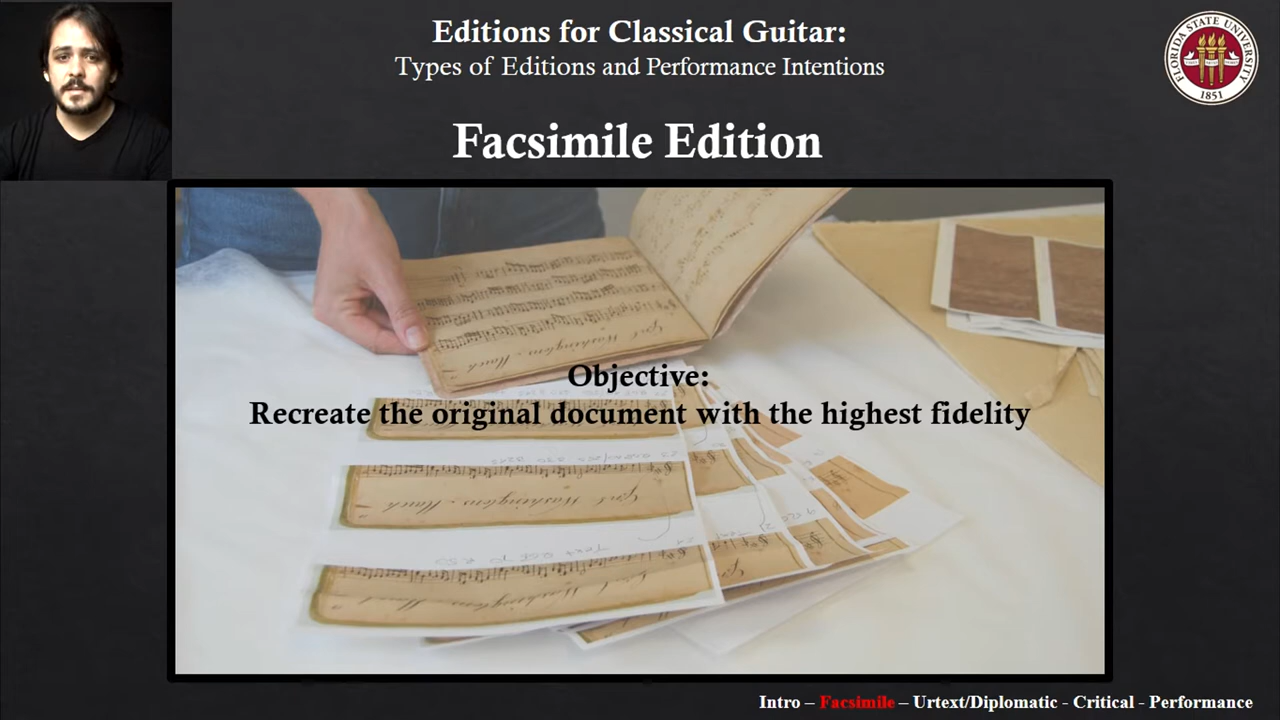 Editions for Classical Guitar:
Types of Editions and Performance Intentions
FLORIDA STATE UNIVERSITY
1851
Facsimile Edition
Objective:
Recreate the original document with the highest fidelity
Intro – Facsimile – Urtext/Diplomatic - Critical - Performance